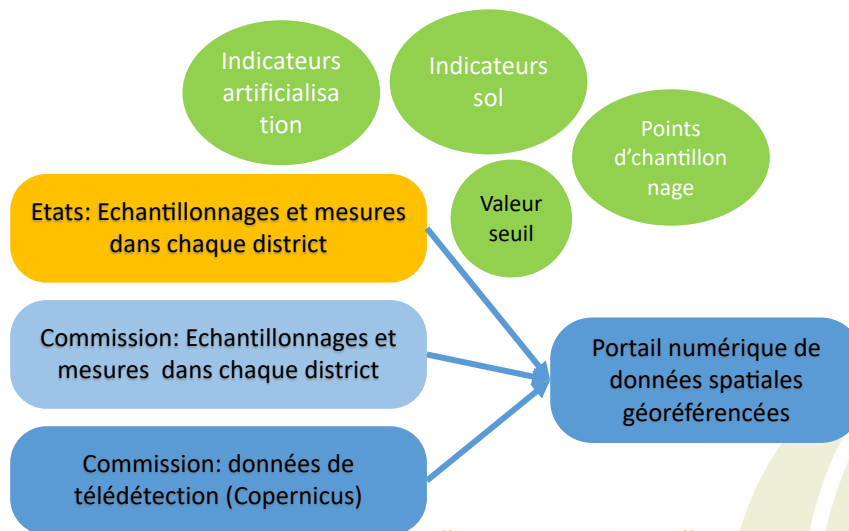 Indicateurs
artificialisa
tion
Indicateurs
sol
Points
d'chantillon
nage
Valeur
seuil
Etats: Echantillonnages et mesures
dans chaque district
Commission: Echantillonnages et
mesures dans chaque district
Commission: données de
télédétection (Copernicus)
Portail numérique de
données spatiales
géoréférencées